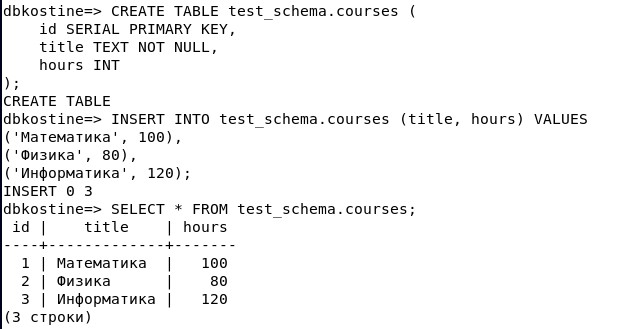 dbkostine=> CREATE TABLE test_schema.courses (
    id SERIAL PRIMARY KEY,
    title TEXT NOT NULL,
    hours INT
);
CREATE TABLE
dbkostine=> INSERT INTO test_schema.courses (title, hours) VALUES
('Математика', 100),
('Физика', 80),
('Информатика', 120);
INSERT 0 3
dbkostine=> SELECT * FROM test_schema.courses;
 id |    title    | hours
----+-------------+-------
  1 | Математика  |   100
  2 | Физика      |    80
  3 | Информатика |   120
(3 строки)